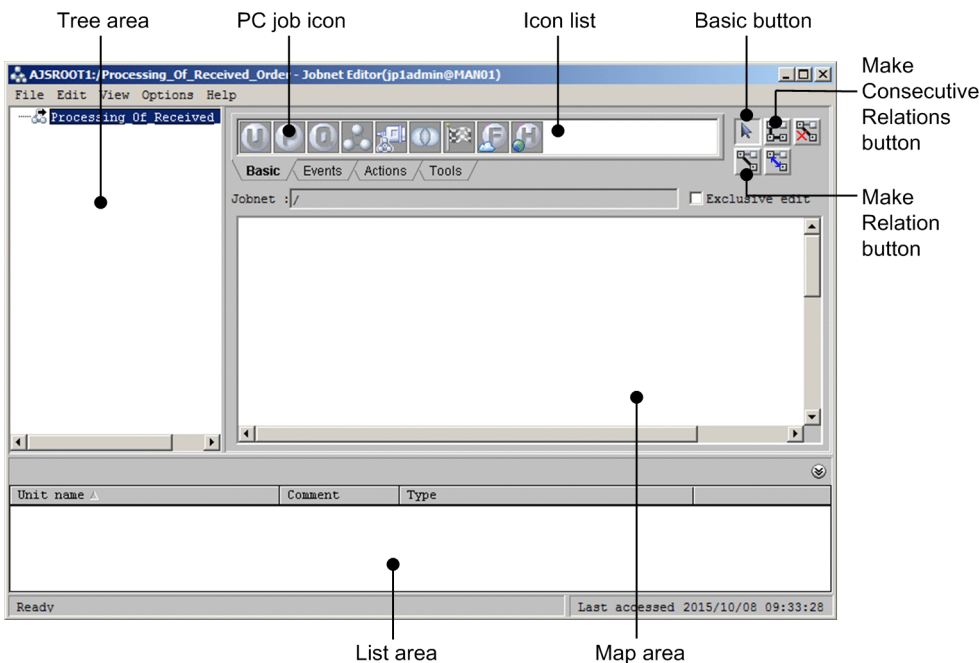 Tree area
PC job icon
Icon list
Basic button
Make
Consecutive
Relations
button
Make
Relation
button
AJSROOT1:/Processing_Of_Received_Order - Jobnet Editor(jp1admin@MAN01)
File Edit View Options Help
Processing_Of_Received
U P Q F H
Basic Events Actions Tools
Jobnet :/
Exclusive edit
Unit name Comment Type
Ready
Last accessed 2015/10/08 09:33:28
List area
Map area